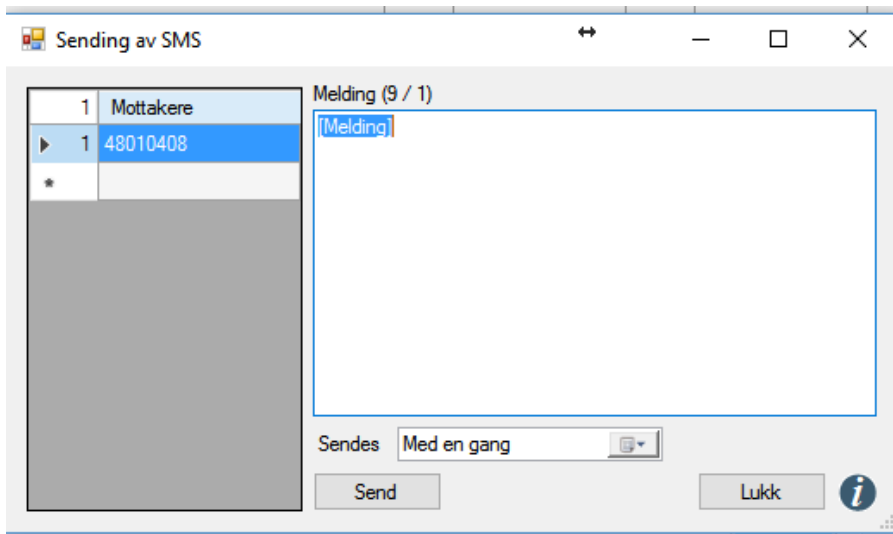 Sending av SMS
1 Mottakere
1 48010408
*
Melding (9 / 1)
[Melding]
Sendes Med en gang
Send Lukk i